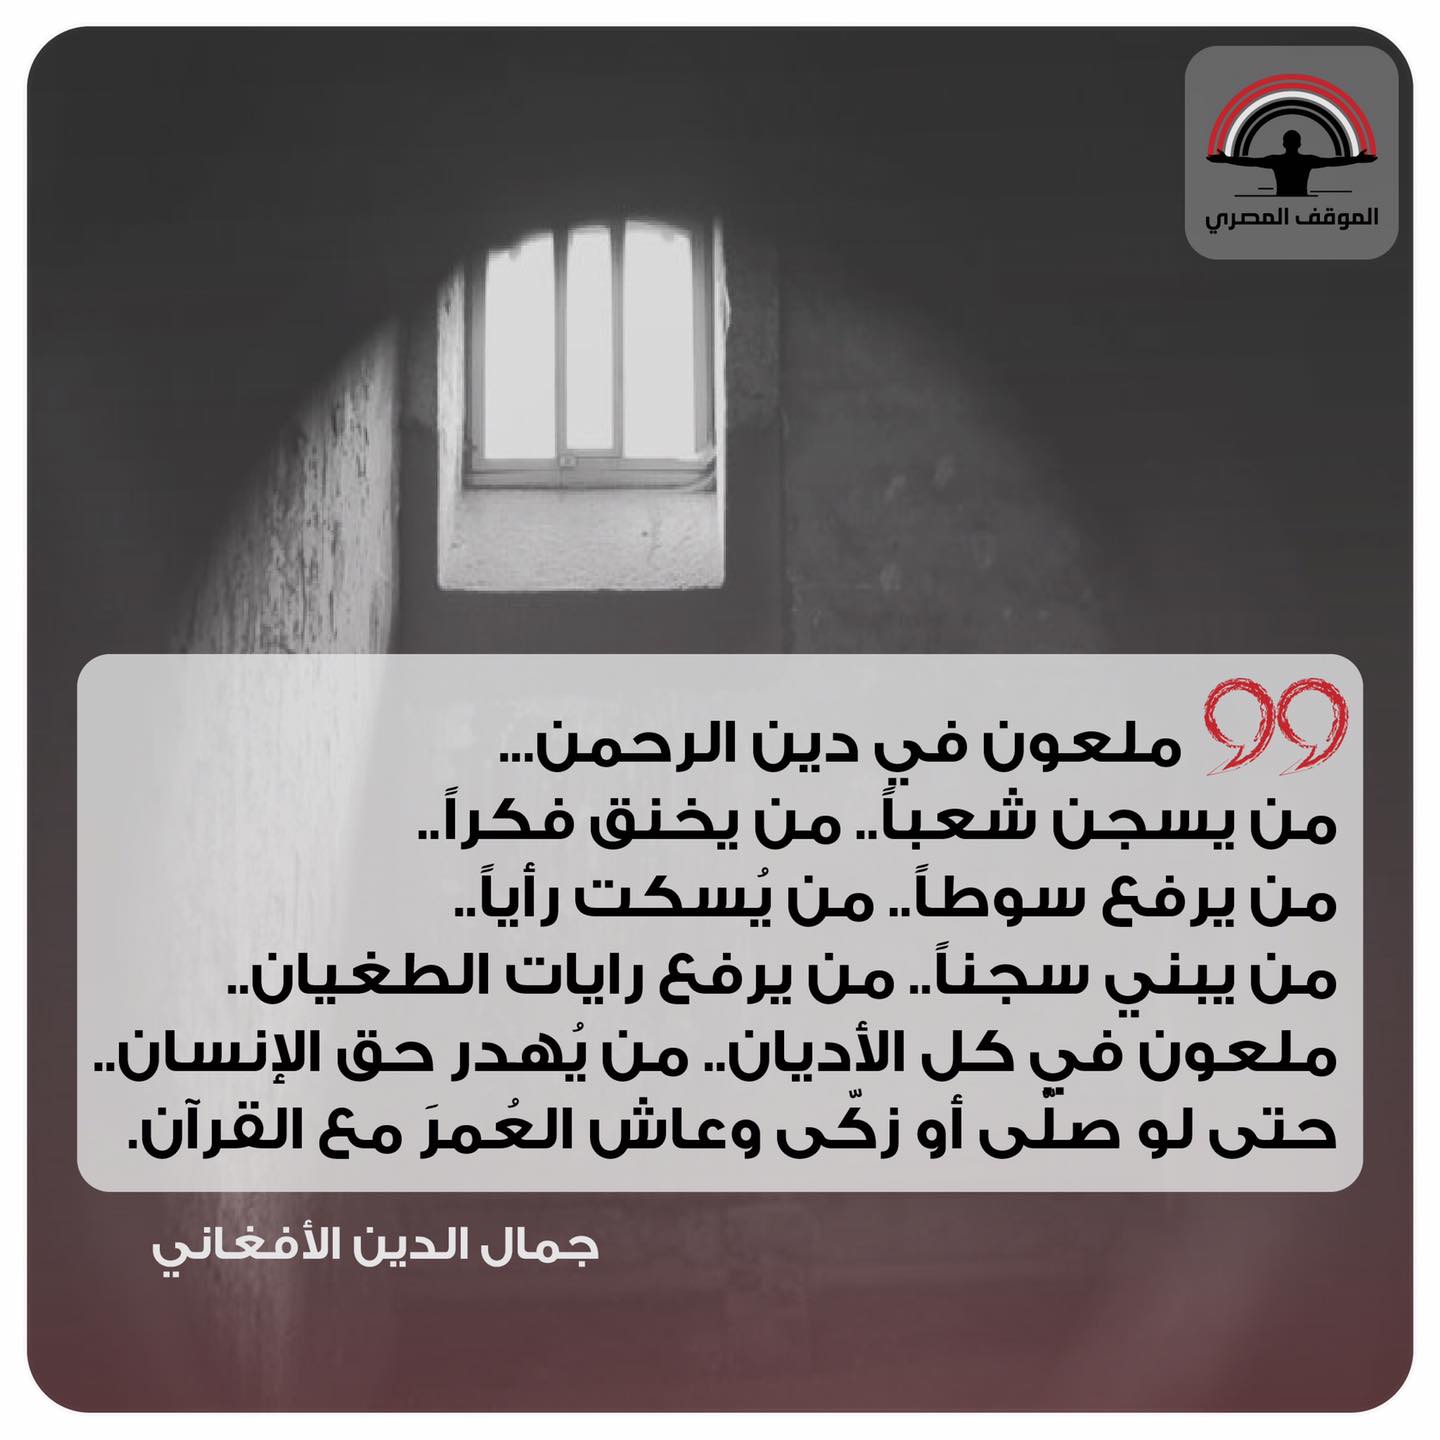 الموقف المصري
ملعون في دين الرحمن...
من يسجن شعباً.. من يخنق فكراً..
من يرفع سوطاً.. من يُسكت رأياً..
من يبني سجناً.. من يرفع رايات الطغيان..
ملعون في كل الأديان.. من يُهدر حق الإنسان..
حتى لو صلّى أو زكّى وعاش العُمرَ مع القرآن.
جمال الدين الأفغاني